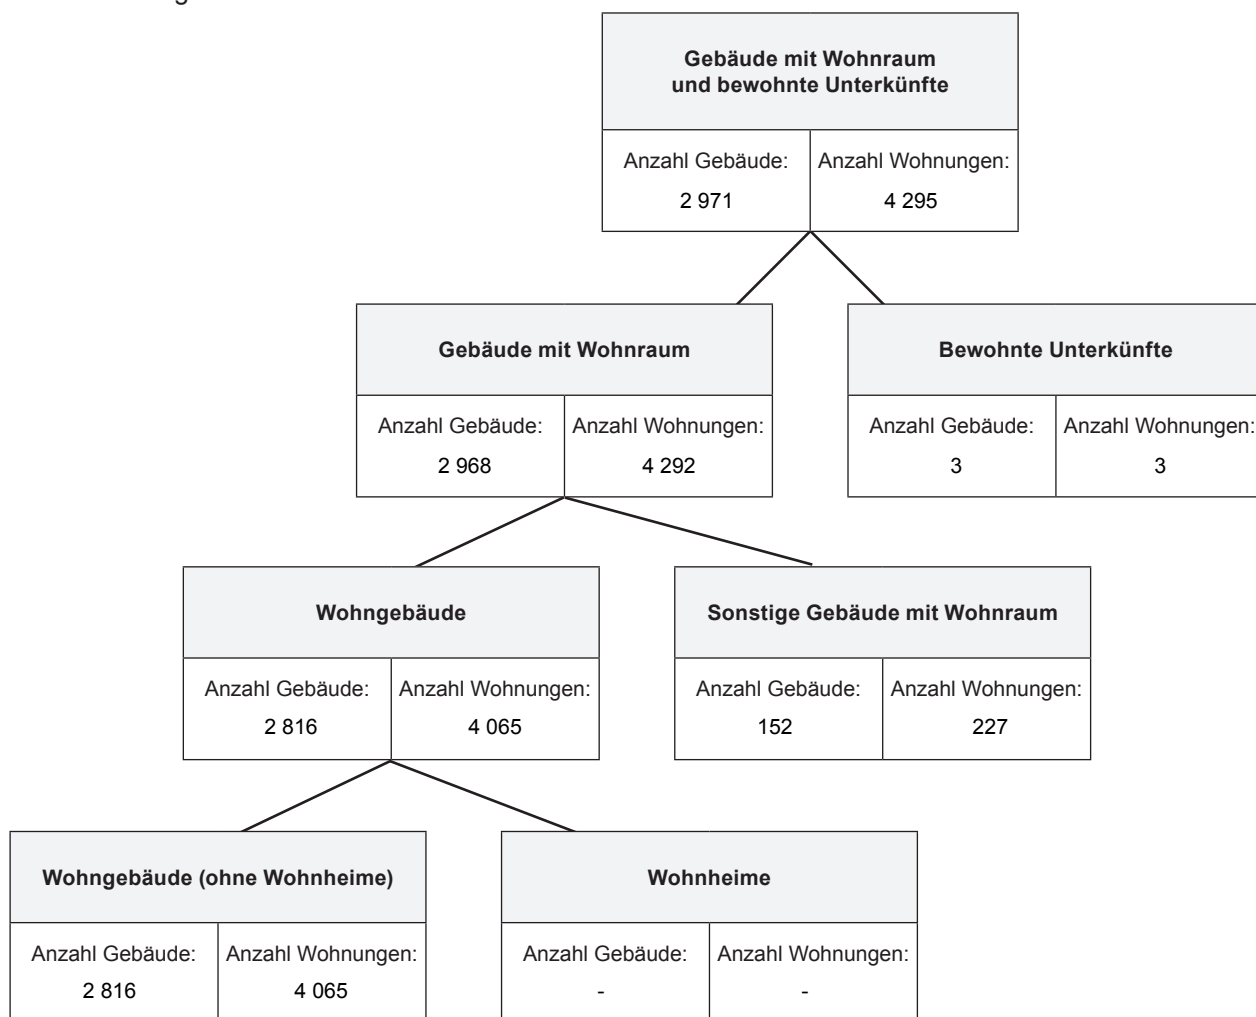 Gebäude mit Wohnraum
und bewohnte Unterkünfte
Anzahl Gebäude: Anzahl Wohnungen:
2 971 4 295
Gebäude mit Wohnraum Bewohnte Unterkünfte
Anzahl Gebäude: Anzahl Wohnungen: Anzahl Gebäude: Anzahl Wohnungen:
2 968 4 292 3 3
Wohngebäude Sonstige Gebäude mit Wohnraum
Anzahl Gebäude: Anzahl Wohnungen: Anzahl Gebäude: Anzahl Wohnungen:
2 816 4 065 152 227
Wohngebäude (ohne Wohnheime) Wohnheime
Anzahl Gebäude: Anzahl Wohnungen: Anzahl Gebäude: Anzahl Wohnungen:
2 816 4 065 - -